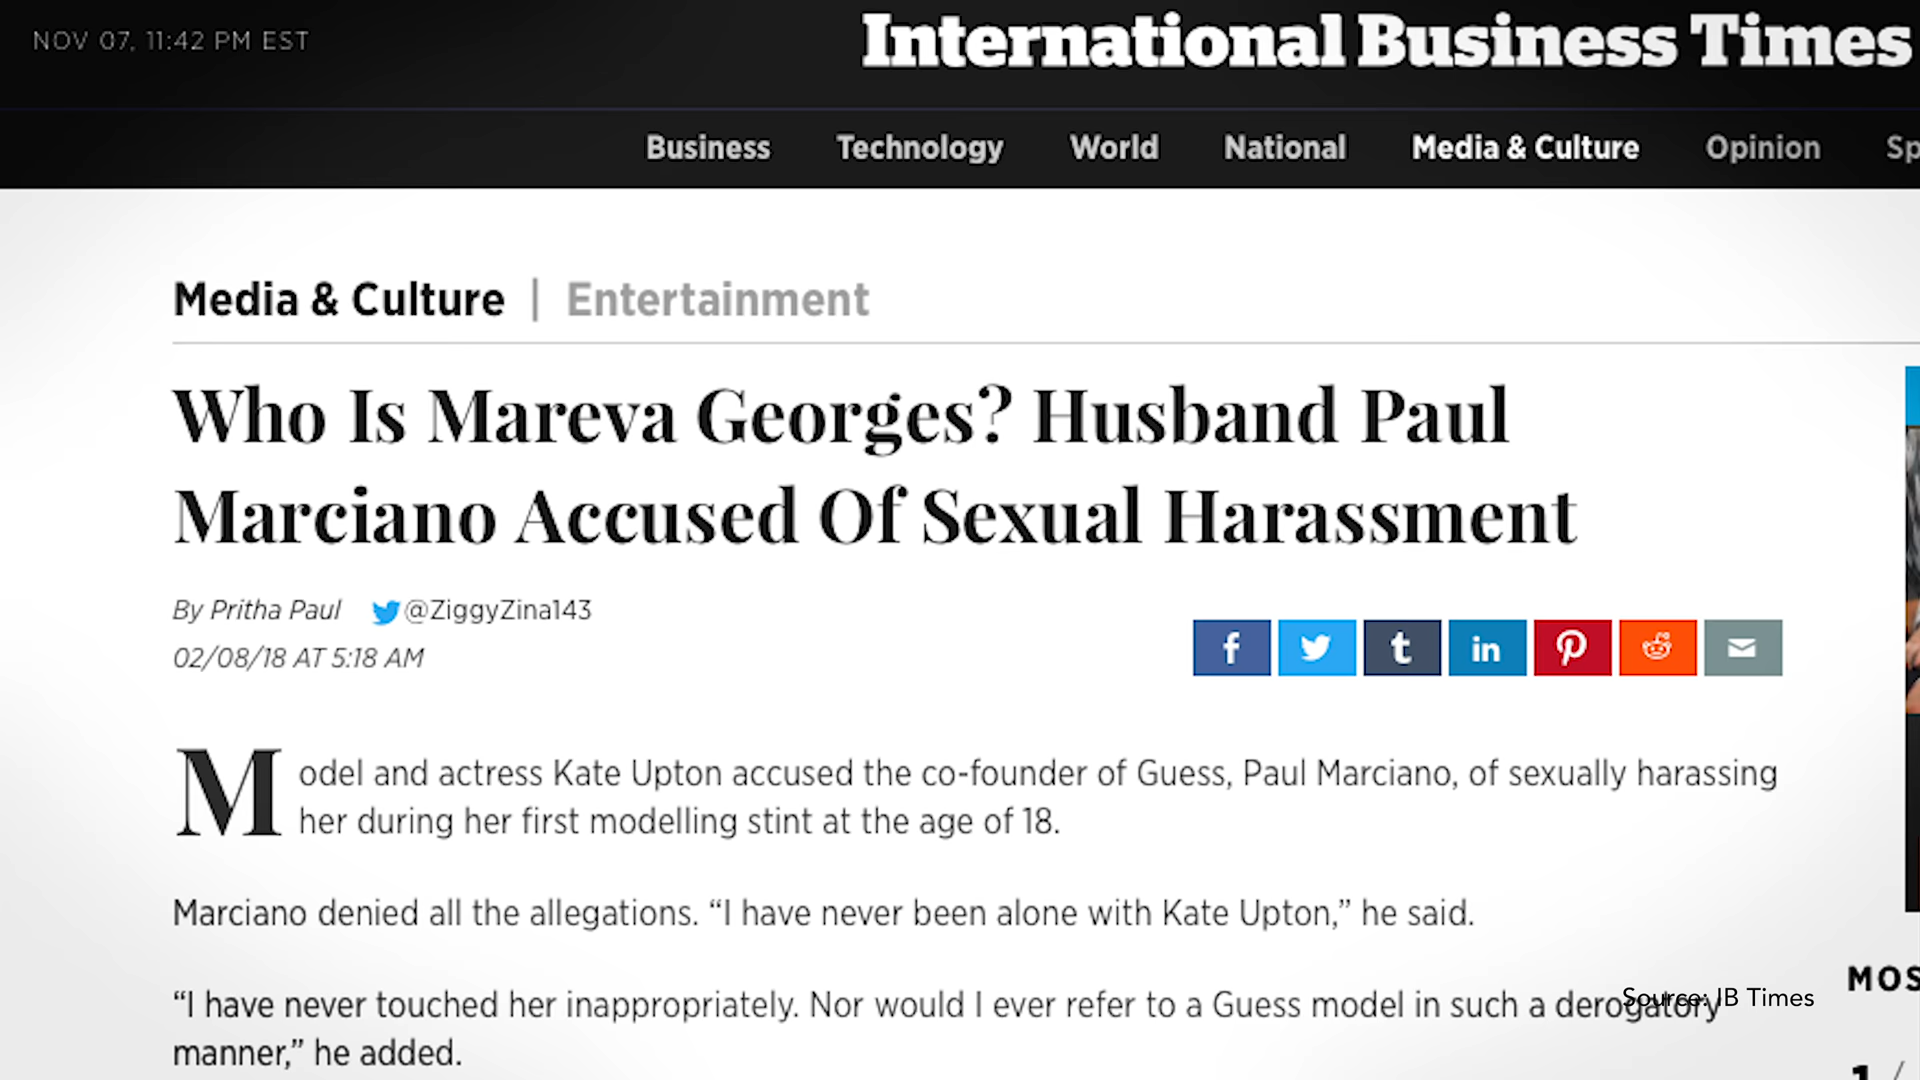 NOV 07, 11:42 PM EST
International Business Times
Business Technology World National Media & Culture Opinion Sp
Media & Culture | Entertainment
Who Is Mareva Georges? Husband Paul
Marciano Accused Of Sexual Harassment
By Pritha Paul @ZiggyZina143
02/08/18 AT 5:18 AM
f t in
Model and actress Kate Upton accused the co-founder of Guess, Paul Marciano, of sexually harassing
her during her first modelling stint at the age of 18.
Marciano denied all the allegations. “I have never been alone with Kate Upton,” he said.
“I have never touched her inappropriately. Nor would I ever refer to a Guess model in such a derogatory
manner,” he added.
Source: IB Times
MOS
1 /